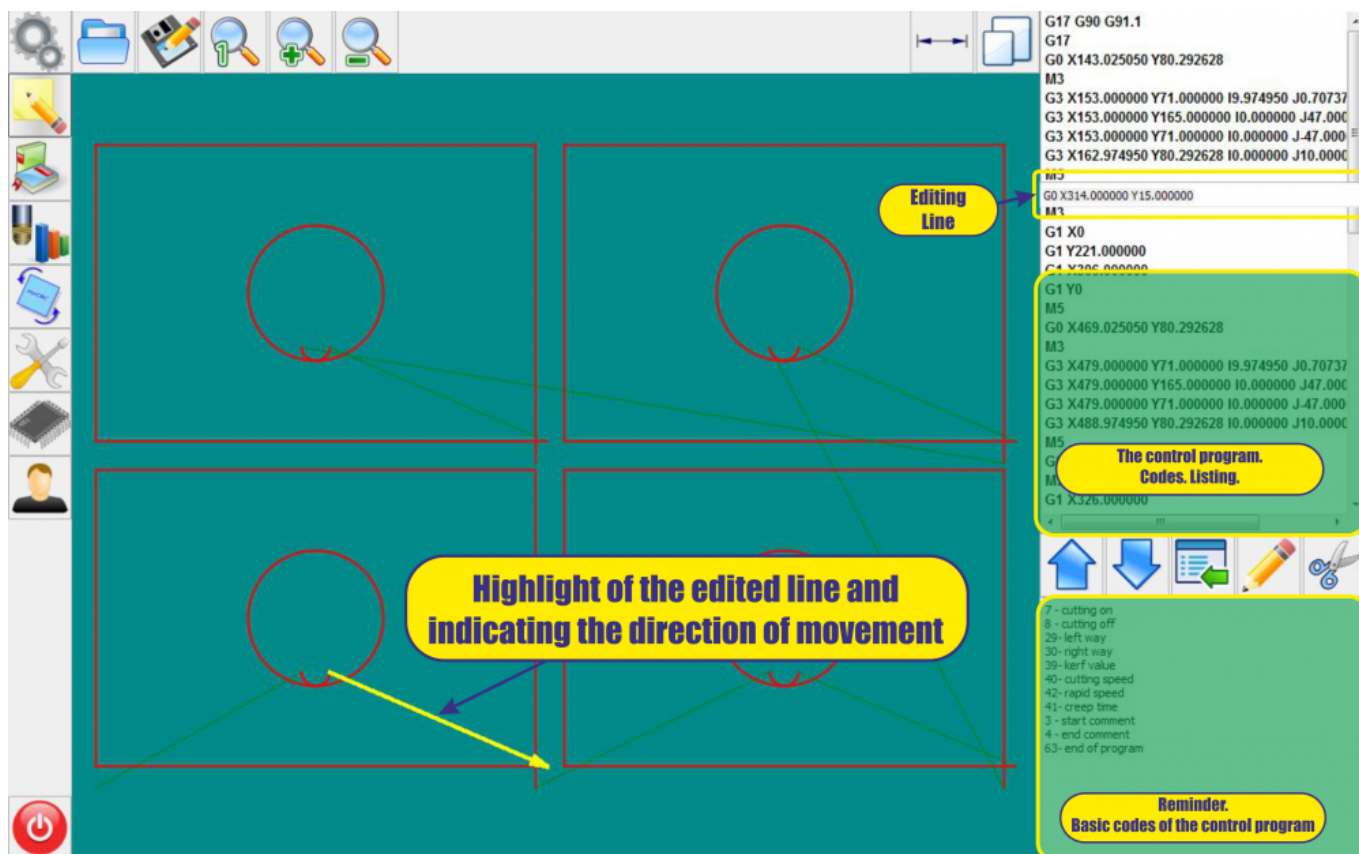 G17 G90 G91.1
G17
G0 X143.025050 Y80.292628
M3
G3 X153.000000 Y71.000000 I9.974950 J0.70737
G3 X153.000000 Y165.000000 I0.000000 J47.000
G3 X153.000000 Y71.000000 I0.000000 J-47.000
G3 X162.974950 Y80.292628 I0.000000 J10.0000
M5
Editing
Line
G0 X314.000000 Y15.000000
M3
G1 X0
G1 Y221.000000
G1 X306.000000
G1 Y0
M5
G0 X469.025050 Y80.292628
M3
G3 X479.000000 Y71.000000 I9.974950 J0.70737
G3 X479.000000 Y165.000000 I0.000000 J47.000
G3 X479.000000 Y71.000000 I0.000000 J-47.000
G3 X488.974950 Y80.292628 I0.000000 J10.0000
M5
The control program.
Codes. Listing.
G1 X326.000000
Highlight of the edited line and
indicating the direction of movement
7 - cutting on
8 - cutting off
29- left way
30- right way
39- kerf value
40- cutting speed
42- rapid speed
41- creep time
3 - start comment
4 - end comment
63- end of program
Reminder.
Basic codes of the control program